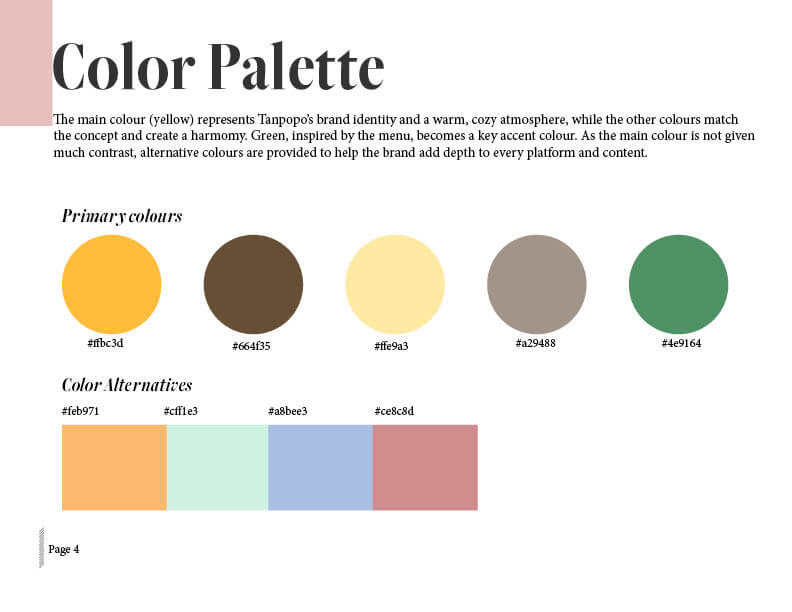 Color Palette
The main colour (yellow) represents Tanpopo's brand identity and a warm, cozy atmosphere, while the other colours match
the concept and create a harmony. Green, inspired by the menu, becomes a key accent colour. As the main colour is not given
much contrast, alternative colours are provided to help the brand add depth to every platform and content.
Primary colours
#ffbc3d
#664f35
#ffe9a3
#a29488
#4e9164
Color Alternatives
#feb971
#cff1e3
#a8bee3
#ce8c8d
Page 4